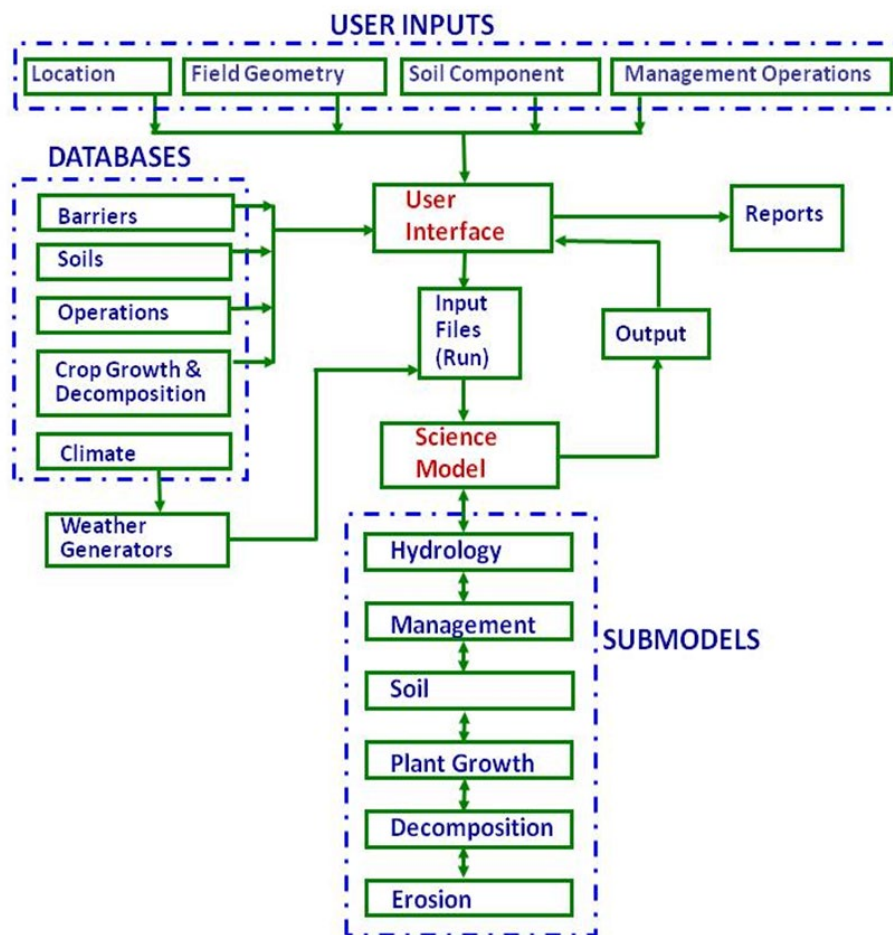 USER INPUTS
Location
Field Geometry
Soil Component
Management Operations
DATABASES
Barriers
Soils
Operations
Crop Growth &
Decomposition
Climate
Weather
Generators
User
Interface
Reports
Input
Files
(Run)
Output
Science
Model
Hydrology
Management
Soil
Plant Growth
Decomposition
Erosion
SUBMODELS